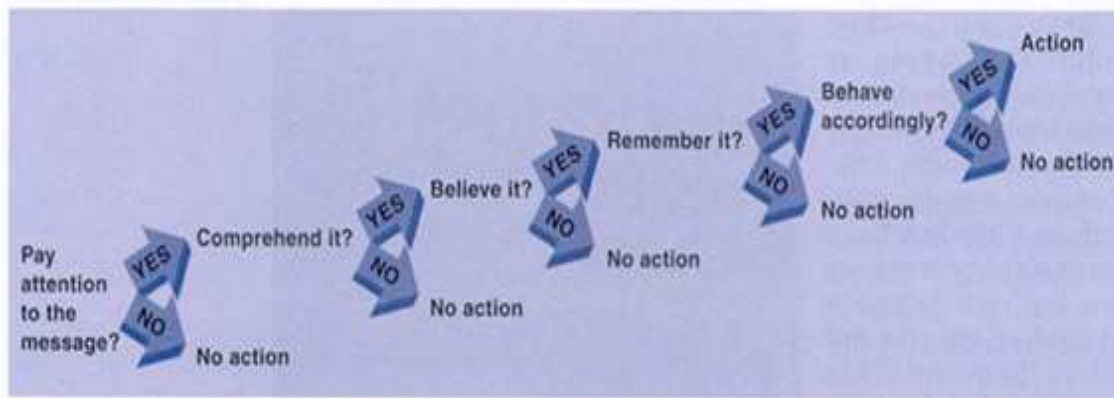 Pay
attention
to the
message?
YES
NO
No action
Comprehend it?
YES
NO
No action
Believe it?
YES
NO
No action
Remember it?
YES
NO
No action
Behave
accordingly?
YES
NO
Action
No action